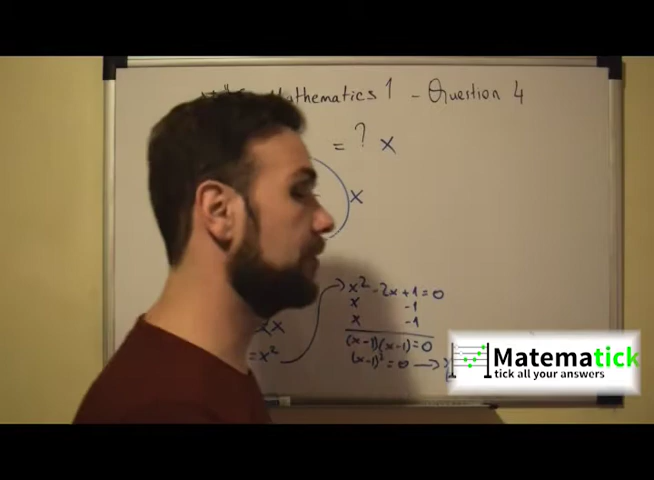 Mathematics 1 - Question 4
= ? x
x
x² - 2x + 1 = 0
x -1
x -1
(x-1)(x-1) = 0
= x²
(x-1)² = 0 →
Matematick
tick all your answers